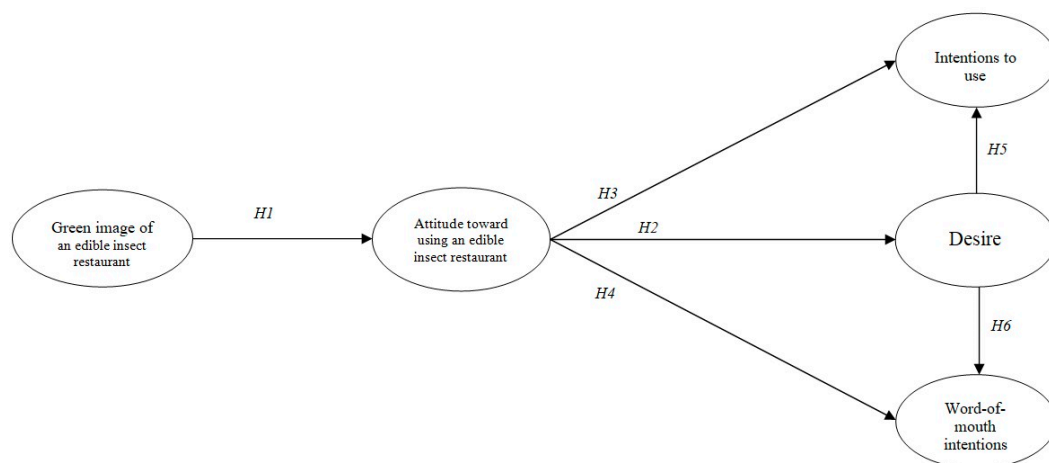 Intentions to
use
H5
H3
H1
Green image of
an edible insect
restaurant
Attitude toward
using an edible
insect restaurant
H2
Desire
H4
H6
Word-of-
mouth
intentions